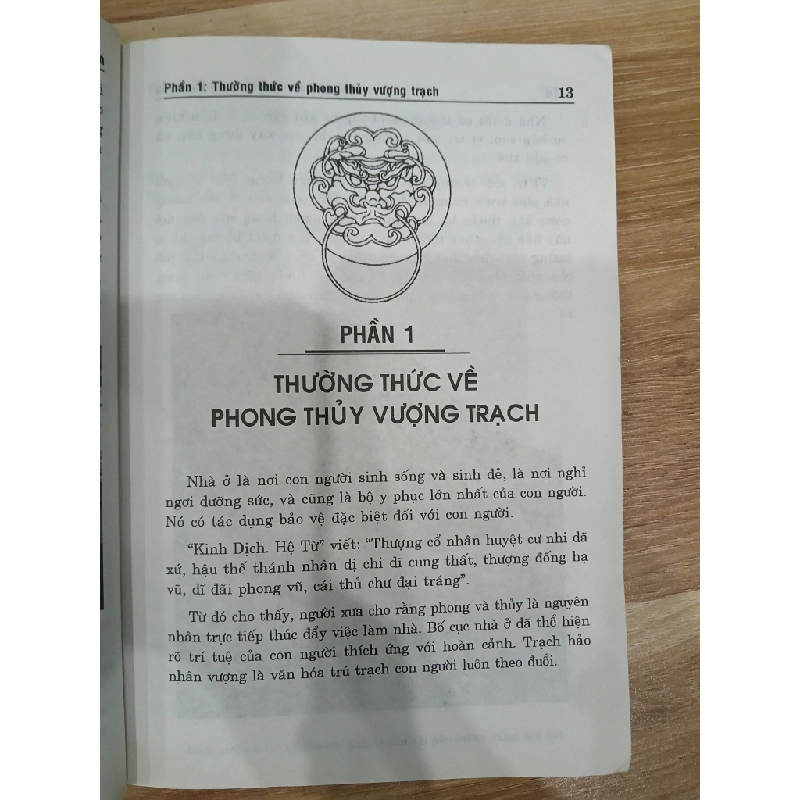 Phần 1: Thường thức về phong thủy vượng trạch 13
PHẦN 1
THƯỜNG THỨC VỀ
PHONG THỦY VƯỢNG TRẠCH
Nhà ở là nơi con người sinh sống và sinh đẻ, là nơi nghỉ
ngơi dưỡng sức, và cũng là bộ y phục lớn nhất của con người.
Nó có tác dụng bảo vệ đặc biệt đối với con người.
“Kinh Dịch. Hệ Từ” viết: “Thượng cổ nhân huyệt cư nhi dã
xứ, hậu thế thánh nhân dị chi dĩ cung thất, thượng đống hạ
vũ, dĩ đãi phong vũ, cái thủ chư đại tráng”.
Từ đó cho thấy, người xưa cho rằng phong và thủy là nguyên
nhân trực tiếp thúc đẩy việc làm nhà. Bố cục nhà ở đã thể hiện
rõ trí tuệ của con người thích ứng với hoàn cảnh. Trạch hảo
nhân vượng là văn hóa trú trạch con người luôn theo đuổi.